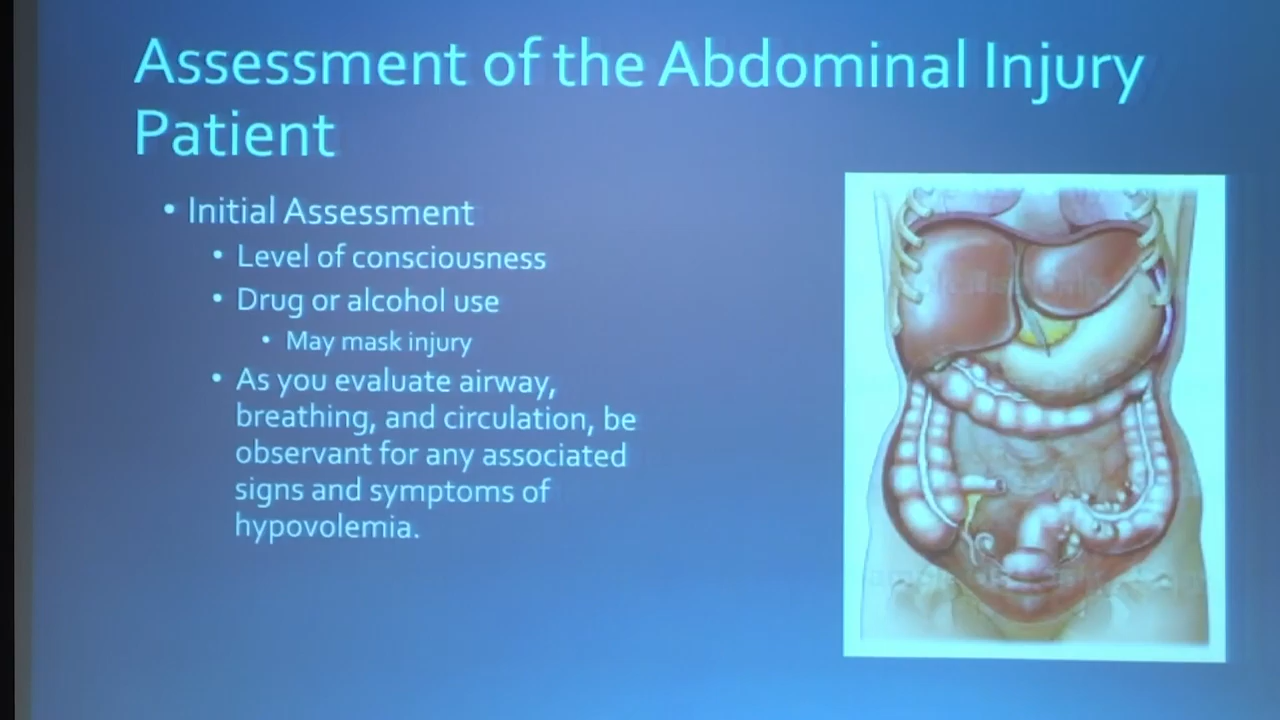 Assessment of the Abdominal Injury
Patient
• Initial Assessment
• Level of consciousness
• Drug or alcohol use
• May mask injury
• As you evaluate airway,
breathing, and circulation, be
observant for any associated
signs and symptoms of
hypovolemia.